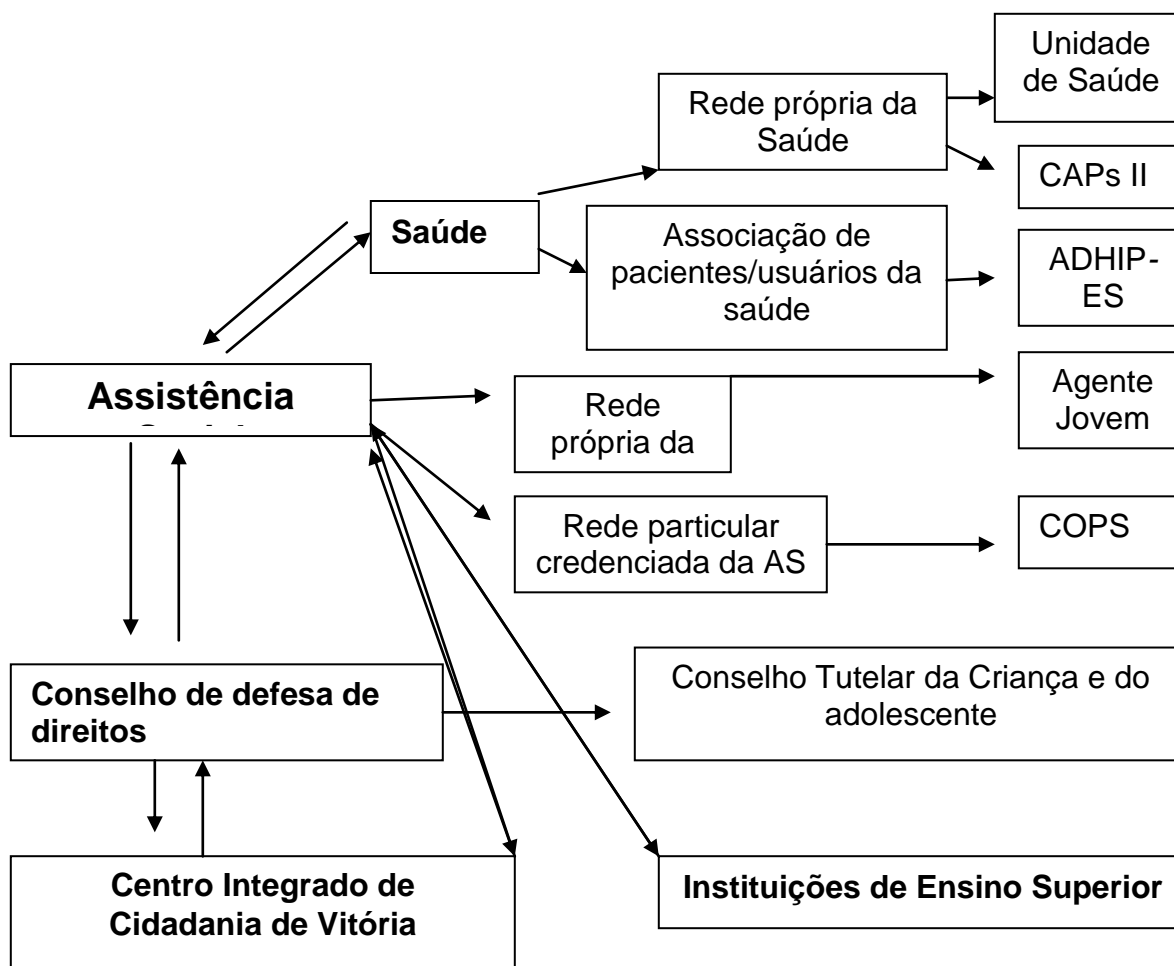 Unidade
de Saúde
Rede própria da
Saúde
CAPs II
Saúde
Associação de
pacientes/usuários da
saúde
ADHIP-
ES
Assistência
Rede
própria da
Agente
Jovem
Rede particular
credenciada da AS
COPS
Conselho de defesa de
direitos
Conselho Tutelar da Criança e do
adolescente
Centro Integrado de
Cidadania de Vitória
Instituições de Ensino Superior